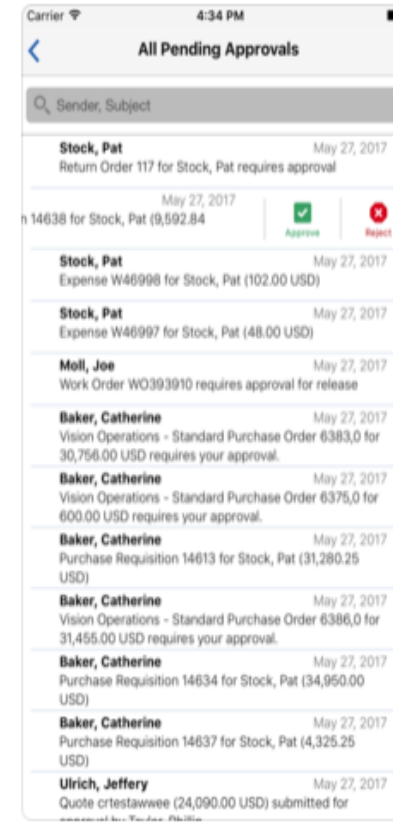 Carrier
4:34 PM
All Pending Approvals
Sender, Subject
Stock, Pat May 27, 2017
Return Order 117 for Stock, Pat requires approval
May 27, 2017
n 14638 for Stock, Pat (9,592.84
Approve Reject
Stock, Pat May 27, 2017
Expense W46998 for Stock, Pat (102.00 USD)
Stock, Pat May 27, 2017
Expense W46997 for Stock, Pat (48.00 USD)
Moll, Joe May 27, 2017
Work Order WO393910 requires approval for release
Baker, Catherine May 27, 2017
Vision Operations - Standard Purchase Order 6383,0 for
30,756.00 USD requires your approval.
Baker, Catherine May 27, 2017
Vision Operations - Standard Purchase Order 6375,0 for
600.00 USD requires your approval.
Baker, Catherine May 27, 2017
Purchase Requisition 14613 for Stock, Pat (31,280.25
USD)
Baker, Catherine May 27, 2017
Vision Operations - Standard Purchase Order 6386,0 for
31,455.00 USD requires your approval.
Baker, Catherine May 27, 2017
Purchase Requisition 14634 for Stock, Pat (34,950.00
USD)
Baker, Catherine May 27, 2017
Purchase Requisition 14637 for Stock, Pat (4,325.25
USD)
Ulrich, Jeffery May 27, 2017
Quote crtestawwee (24,090.00 USD) submitted for